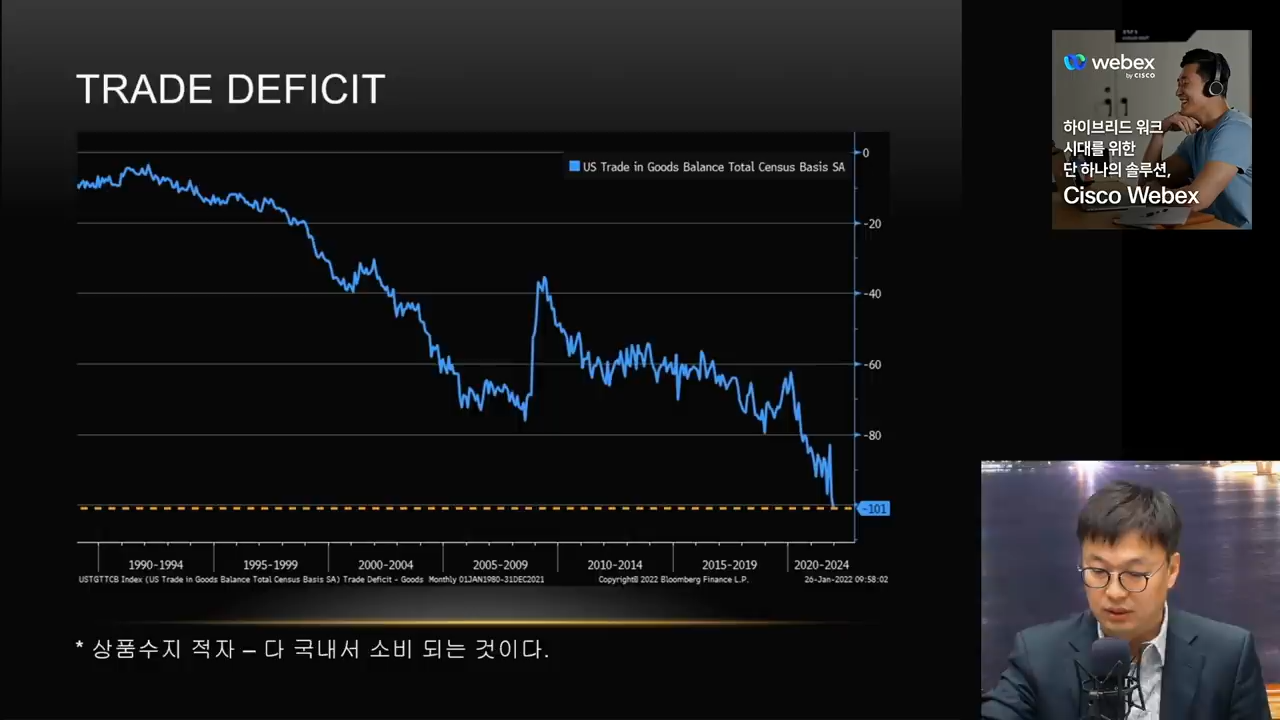 TRADE DEFICIT
US Trade in Goods Balance Total Census Basis SA
0
-20
-40
-60
-80
-101
1990-1994 1995-1999 2000-2004 2005-2009 2010-2014 2015-2019 2020-2024
USTGTTCB Index (US Trade in Goods Balance Total Census Basis SA) Trade Deficit - Goods Monthly 01JAN1980-31DEC2021 Copyright© 2022 Bloomberg Finance L.P. 26-Jan-2022 09:58:02
* 상품수지 적자 – 다 국내서 소비 되는 것이다.
webex
by CISCO
하이브리드 워크
시대를 위한
단 하나의 솔루션,
Cisco Webex